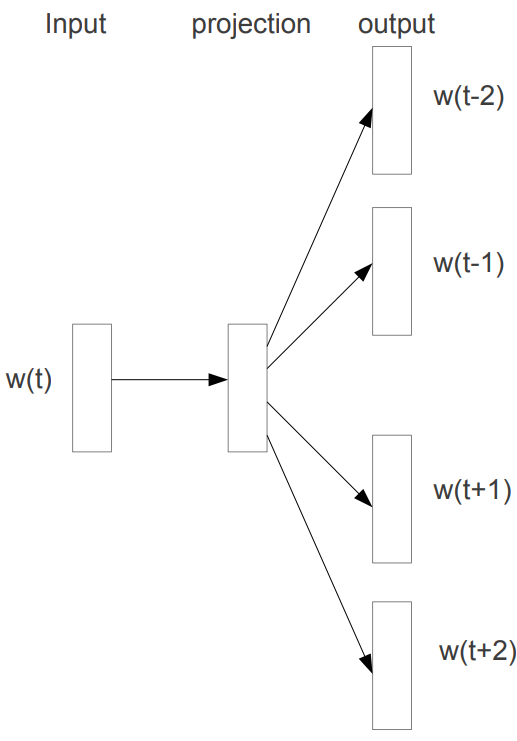 Input projection output
w(t-2)
w(t-1)
w(t)
w(t+1)
w(t+2)